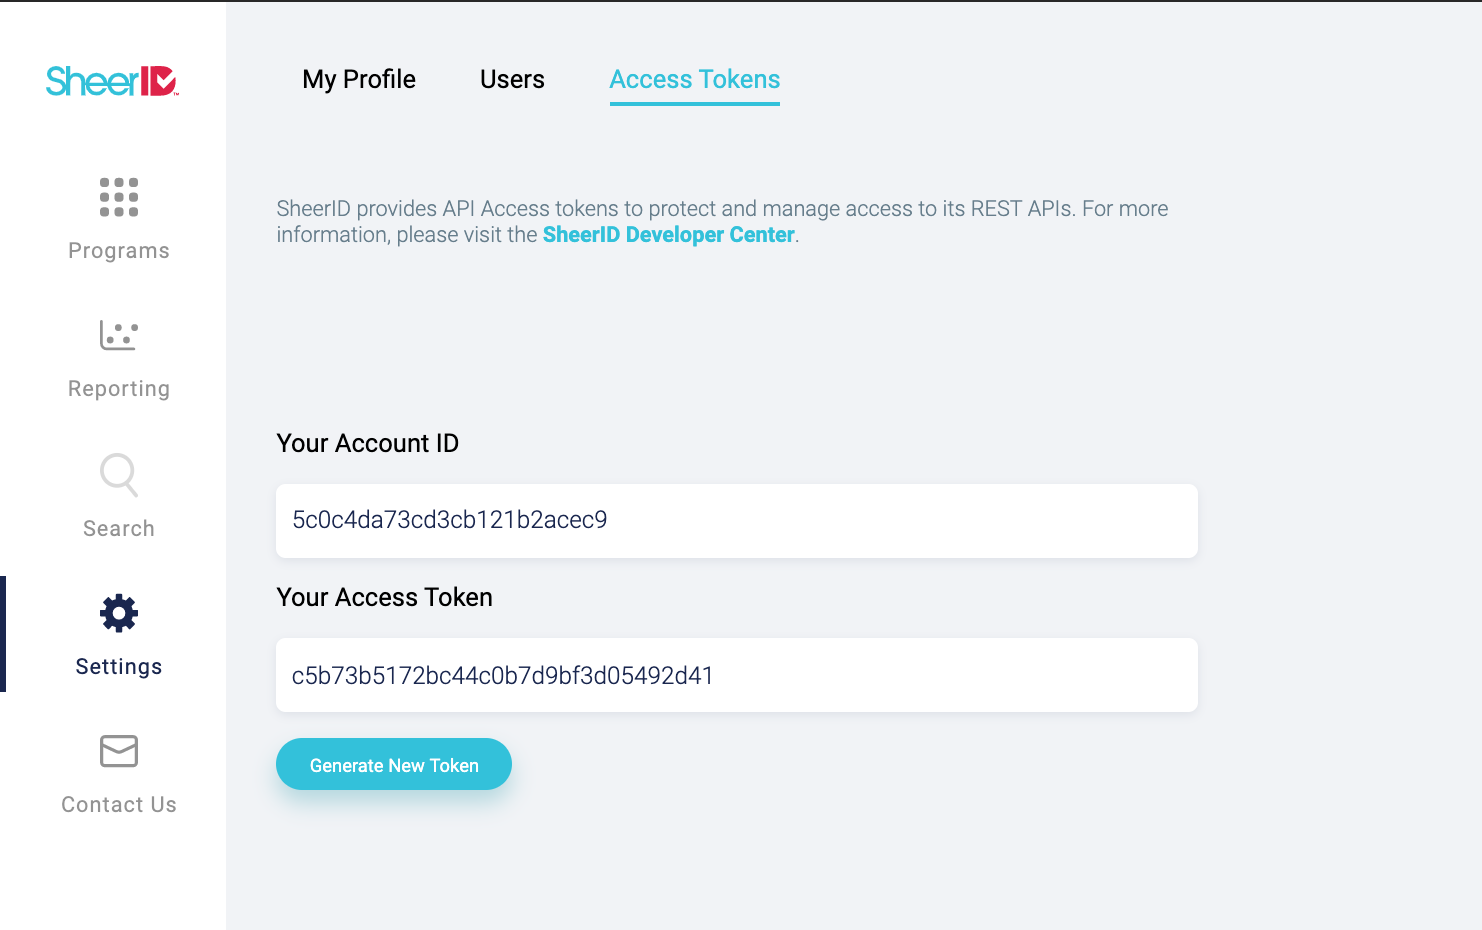 SheerID
My Profile
Users
Access Tokens
Programs
Reporting
Search
Settings
Contact Us
SheerID provides API Access tokens to protect and manage access to its REST APIs. For more
information, please visit the SheerID Developer Center.
Your Account ID
5c0c4da73cd3cb121b2acec9
Your Access Token
c5b73b5172bc44c0b7d9bf3d05492d41
Generate New Token